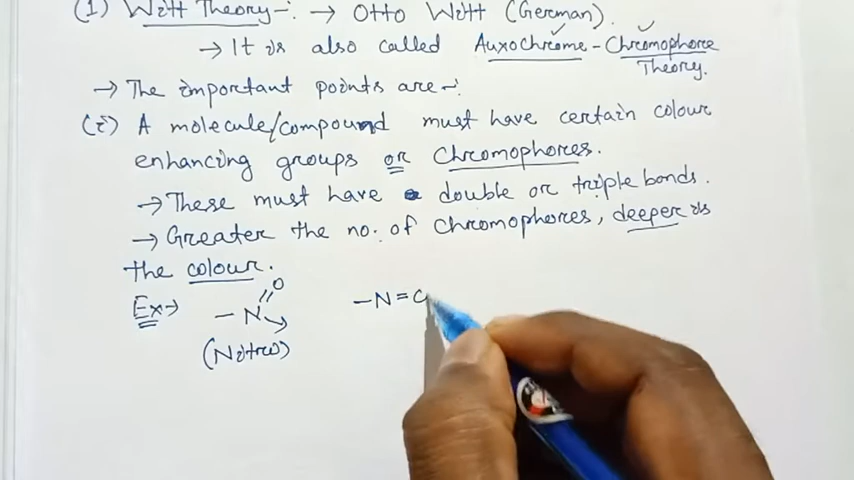 (1) Witt Theory -: → Otto Witt (German).
→ It is also called Auxochrome - Chromophore
Theory.
→ The important points are -:
(i) A molecule/compound must have certain colour
enhancing groups or Chromophores.
→ These must have double or triple bonds.
→ Greater the no. of chromophores, deeper is
the colour.
Ex→ -N=O → -N=
(Nitro)